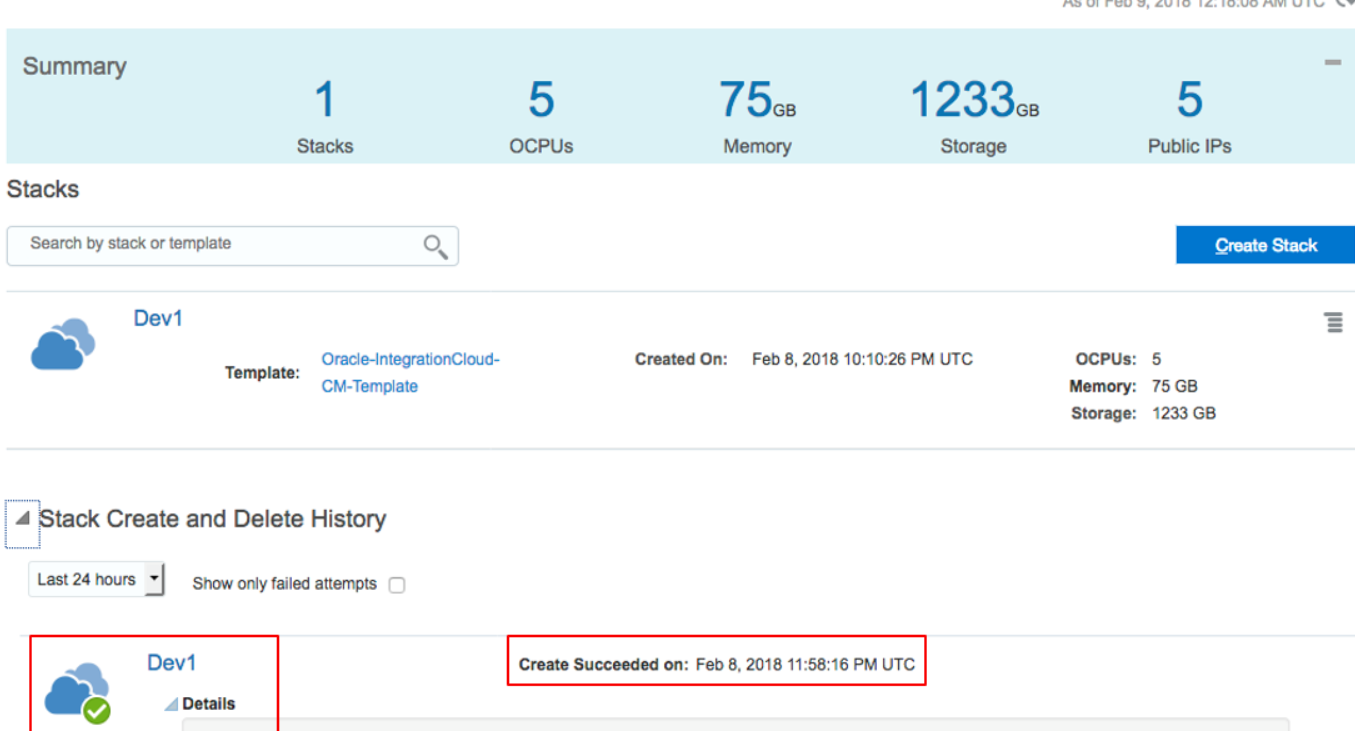 As of Feb 9, 2018 12:18:08 AM UTC
Summary
1 5 75GB 1233GB 5
Stacks OCPUs Memory Storage Public IPs
Stacks
Search by stack or template
Create Stack
Dev1
Template: Oracle-IntegrationCloud- Created On: Feb 8, 2018 10:10:26 PM UTC OCPUs: 5
CM-Template Memory: 75 GB
Storage: 1233 GB
Stack Create and Delete History
Last 24 hours Show only failed attempts
Dev1 Create Succeeded on: Feb 8, 2018 11:58:16 PM UTC
Details